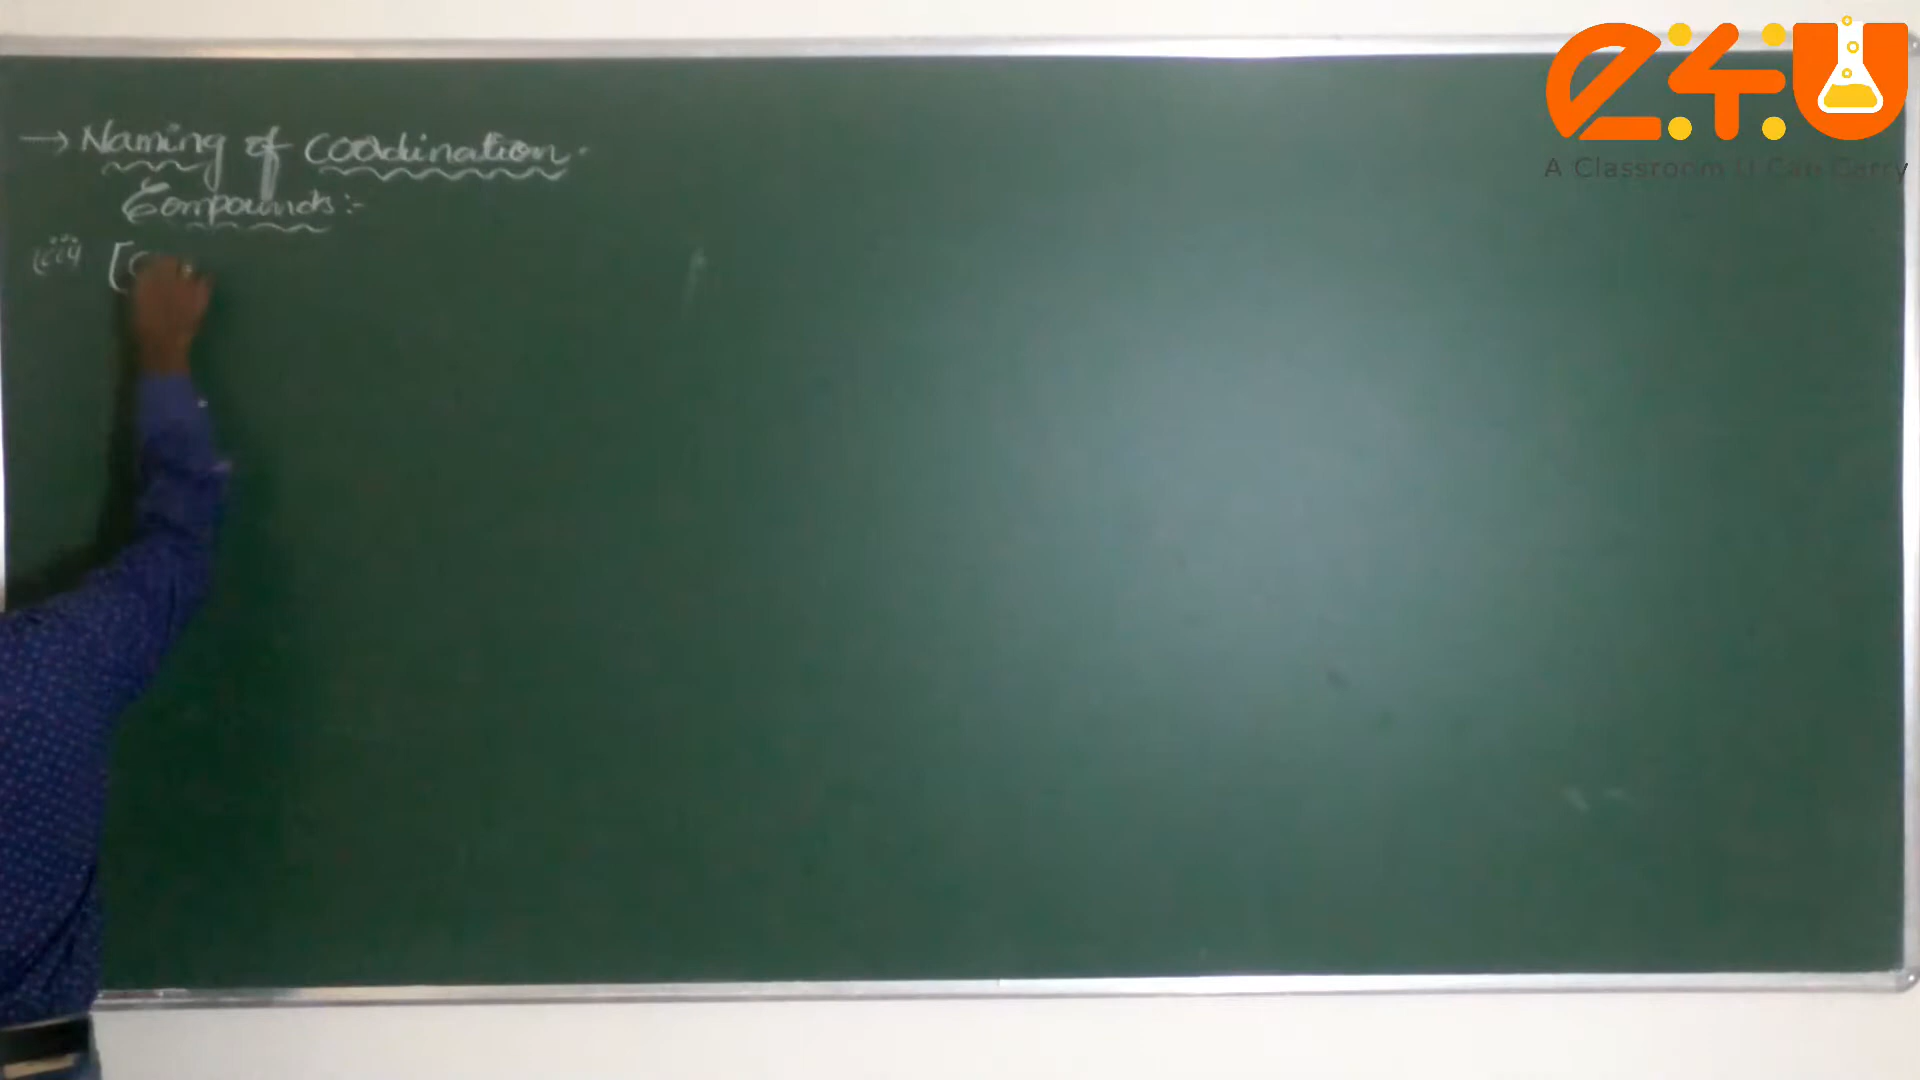 → Naming of coordination.
Compounds:-
(iii) [C
e4U
A Classroom U Can Carry